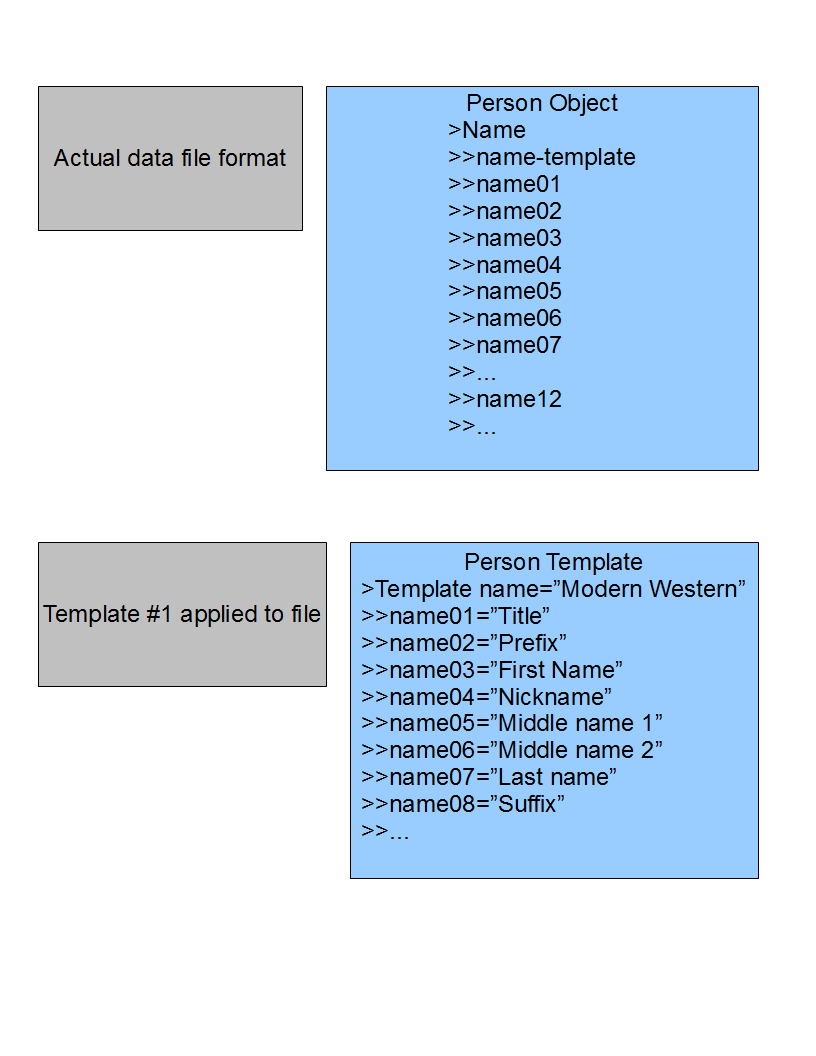 Actual data file format
Person Object
>Name
>>name-template
>>name01
>>name02
>>name03
>>name04
>>name05
>>name06
>>name07
>>...
>>name12
>>...
Template #1 applied to file
Person Template
>Template name=”Modern Western”
>>name01=”Title”
>>name02=”Prefix”
>>name03=”First Name”
>>name04=”Nickname”
>>name05=”Middle name 1”
>>name06=”Middle name 2”
>>name07=”Last name”
>>name08=”Suffix”
>>...